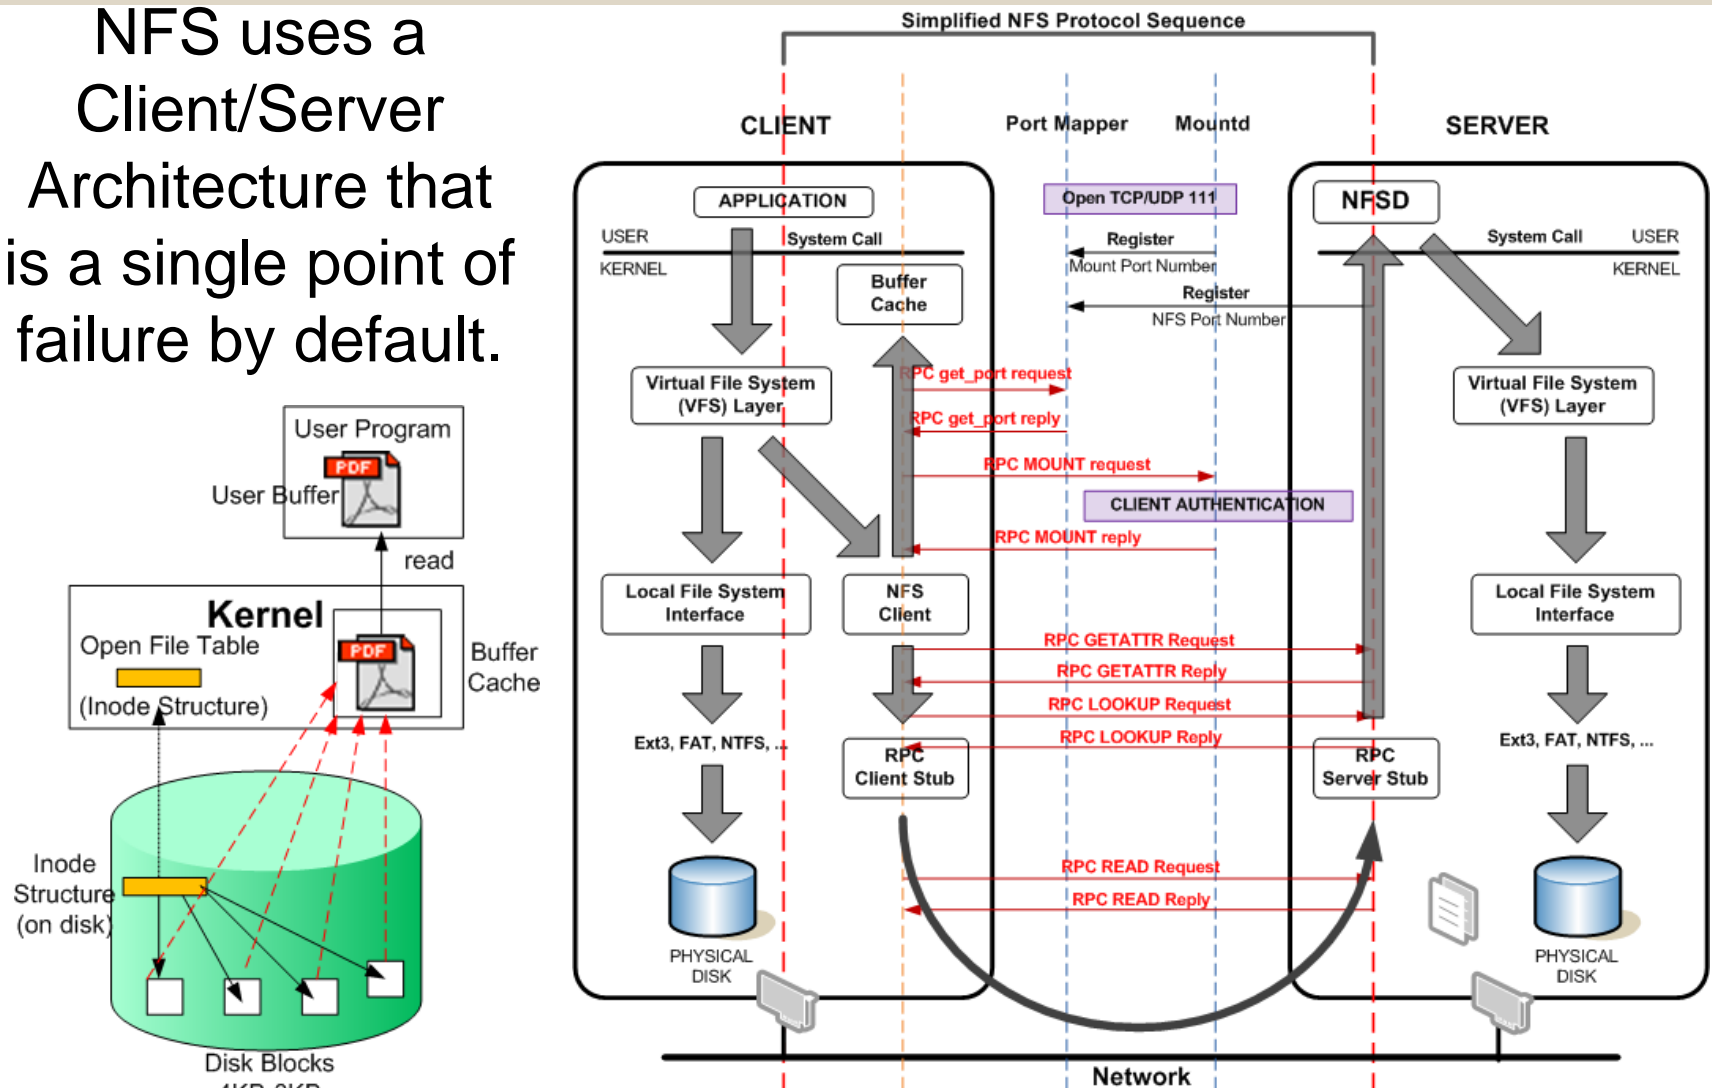 NFS uses a
Client/Server
Architecture that
is a single point of
failure by default.
User Program
PDF
User Buffer
read
Kernel
Open File Table
(Inode Structure)
PDF
Buffer
Cache
Inode
Structure
(on disk)
Disk Blocks
Simplified NFS Protocol Sequence
CLIENT
Port Mapper
Mountd
SERVER
APPLICATION
Open TCP/UDP 111
NFSD
USER
System Call
KERNEL
Buffer
Cache
Register
Mount Port Number
Register
NFS Port Number
System Call
USER
KERNEL
Virtual File System
(VFS) Layer
RPC get_port request
RPC get_port reply
RPC MOUNT request
CLIENT AUTHENTICATION
RPC MOUNT reply
Virtual File System
(VFS) Layer
Local File System
Interface
NFS
Client
Local File System
Interface
RPC GETATTR Request
RPC GETATTR Reply
RPC LOOKUP Request
RPC LOOKUP Reply
Ext3, FAT, NTFS, ...
RPC
Client Stub
RPC
Server Stub
Ext3, FAT, NTFS, ...
RPC READ Request
RPC READ Reply
PHYSICAL
DISK
PHYSICAL
DISK
Network